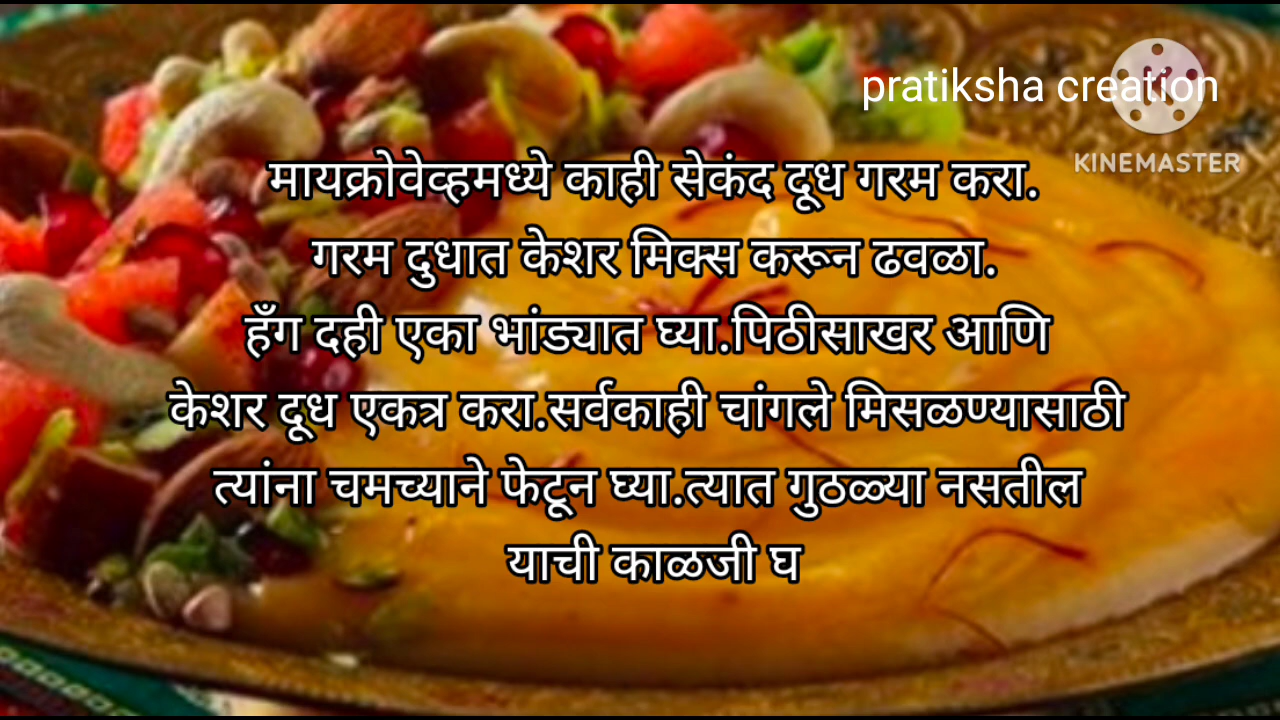 pratiksha creation
KINEMASTER
मायक्रोवेव्हमध्ये काही सेकंद दूध गरम करा.
गरम दुधात केशर मिक्स करून ढवळा.
हँग दही एका भांड्यात घ्या.पिठीसाखर आणि
केशर दूध एकत्र करा.सर्वकाही चांगले मिसळण्यासाठी
त्यांना चमच्याने फेटून घ्या.त्यात गुठळ्या नसतील
याची काळजी घ